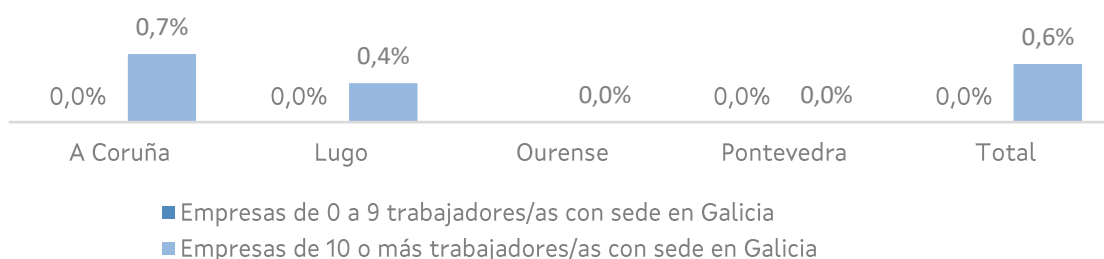 0,7%
0,6%
0,4%
0,0% 0,0% 0,0% 0,0% 0,0% 0,0%
A Coruña Lugo Ourense Pontevedra Total
Empresas de 0 a 9 trabajadores/as con sede en Galicia
Empresas de 10 o más trabajadores/as con sede en Galicia